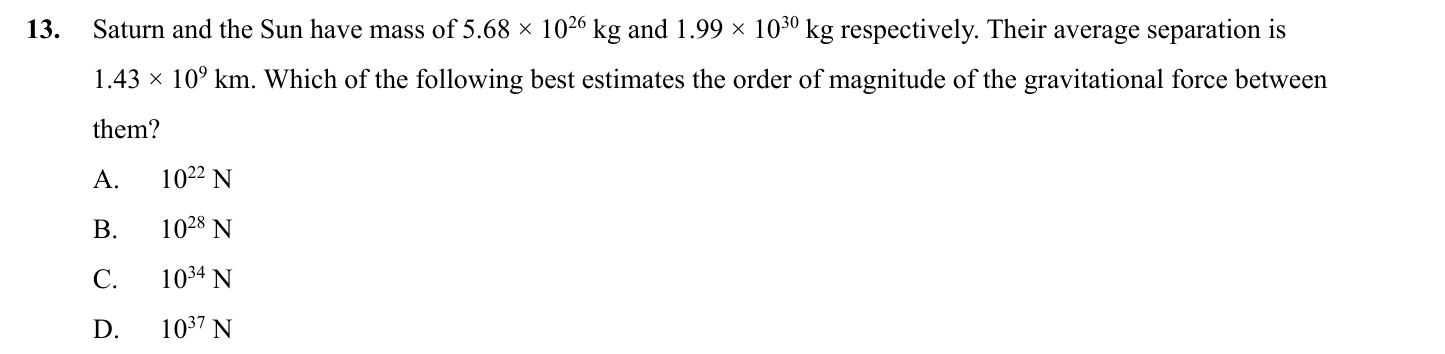 13. Saturn and the Sun have mass of 5.68 × 10²⁶ kg and 1.99 × 10³⁰ kg respectively. Their average separation is
1.43 × 10⁹ km. Which of the following best estimates the order of magnitude of the gravitational force between
them?
A. 10²² N
B. 10²⁸ N
C. 10³⁴ N
D. 10³⁷ N